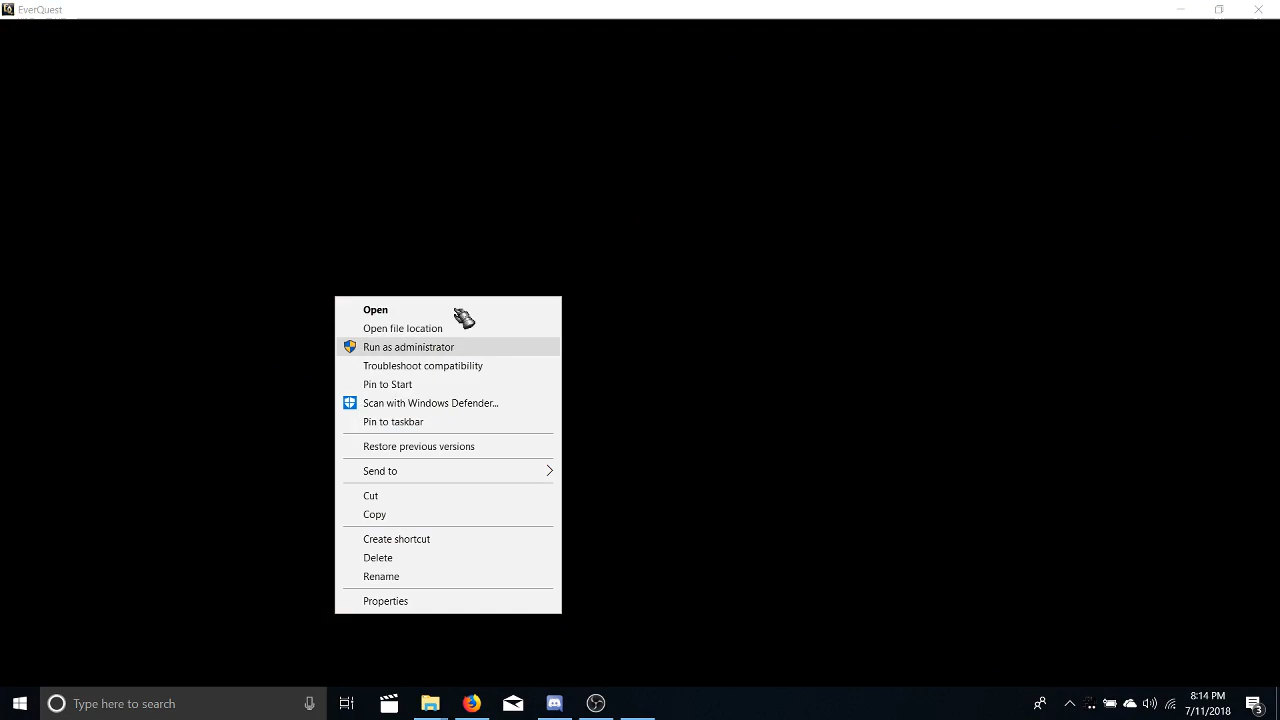 EverQuest
Open
Open file location
Run as administrator
Troubleshoot compatibility
Pin to Start
Scan with Windows Defender...
Pin to taskbar
Restore previous versions
Send to
Cut
Copy
Create shortcut
Delete
Rename
Properties
Type here to search
8:14 PM
7/11/2018
3